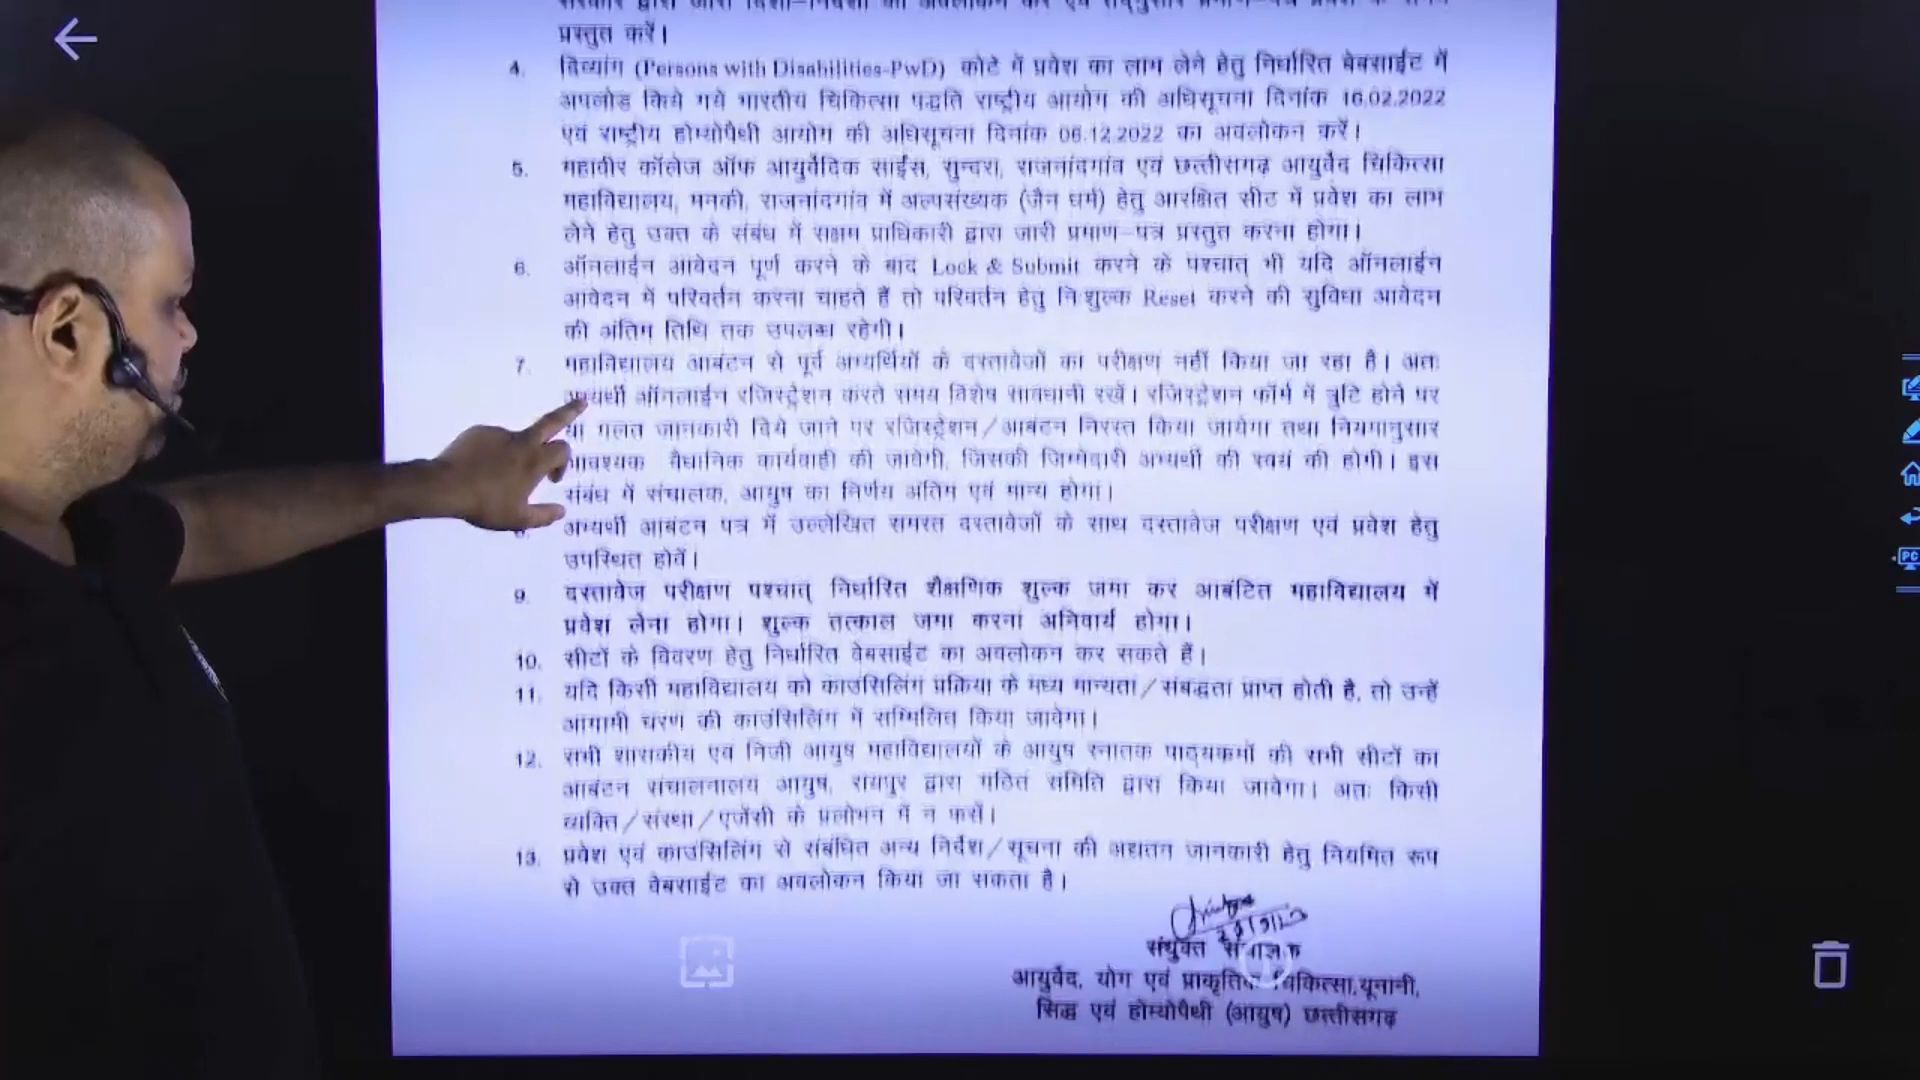 प्रस्तुत करें।
4. दिव्यांग (Persons with Disabilities-PwD) कोटे में प्रवेश का लाभ लेने हेतु निर्धारित वेबसाईट में
अपलोड किये गये भारतीय चिकित्सा पद्धति राष्ट्रीय आयोग की अधिसूचना दिनांक 16.02.2022
एवं राष्ट्रीय होम्योपैथी आयोग की अधिसूचना दिनांक 06.12.2022 का अवलोकन करें।
5. महावीर कॉलेज ऑफ आयुर्वेदिक साईंस, सुन्दरा, राजनांदगांव एवं छत्तीसगढ़ आयुर्वेद चिकित्सा
महाविद्यालय, मनकी, राजनांदगांव में अल्पसंख्यक (जैन धर्म) हेतु आरक्षित सीट में प्रवेश का लाभ
लेने हेतु उक्त के संबंध में सक्षम प्राधिकारी द्वारा जारी प्रमाण-पत्र प्रस्तुत करना होगा।
6. ऑनलाईन आवेदन पूर्ण करने के बाद Lock & Submit करने के पश्चात् भी यदि ऑनलाईन
आवेदन में परिवर्तन करना चाहते हैं तो परिवर्तन हेतु निःशुल्क Reset करने की सुविधा आवेदन
की अंतिम तिथि तक उपलब्ध रहेगी।
7. महाविद्यालय आबंटन से पूर्व अभ्यर्थियों के दस्तावेजों का परीक्षण नहीं किया जा रहा है। अतः
अभ्यर्थी ऑनलाईन रजिस्ट्रेशन करते समय विशेष सावधानी रखें। रजिस्ट्रेशन फॉर्म में त्रुटि होने पर
या गलत जानकारी दिये जाने पर रजिस्ट्रेशन/आबंटन निरस्त किया जायेगा तथा नियमानुसार
आवश्यक वैधानिक कार्यवाही की जावेगी, जिसकी जिम्मेदारी अभ्यर्थी की स्वयं की होगी। इस
संबंध में संचालक, आयुष का निर्णय अंतिम एवं मान्य होगा।
8. अभ्यर्थी आबंटन पत्र में उल्लेखित समस्त दस्तावेजों के साथ दस्तावेज परीक्षण एवं प्रवेश हेतु
उपस्थित होवें।
9. दस्तावेज परीक्षण पश्चात् निर्धारित शैक्षणिक शुल्क जमा कर आबंटित महाविद्यालय में
प्रवेश लेना होगा। शुल्क तत्काल जमा करना अनिवार्य होगा।
10. सीटों के विवरण हेतु निर्धारित वेबसाईट का अवलोकन कर सकते हैं।
11. यदि किसी महाविद्यालय को काउंसिलिंग प्रक्रिया के मध्य मान्यता/संबद्धता प्राप्त होती है, तो उन्हें
आगामी चरण की काउंसिलिंग में सम्मिलित किया जावेगा।
12. सभी शासकीय एवं निजी आयुष महाविद्यालयों के आयुष स्नातक पाठ्यक्रमों की सभी सीटों का
आबंटन संचालनालय आयुष, रायपुर द्वारा गठित समिति द्वारा किया जावेगा। अतः किसी
व्यक्ति/संस्था/एजेंसी के प्रलोभन में न फसें।
13. प्रवेश एवं काउंसिलिंग से संबंधित अन्य निर्देश/सूचना की अद्यतन जानकारी हेतु नियमित रूप
से उक्त वेबसाईट का अवलोकन किया जा सकता है।
संयुक्त संचालक
आयुर्वेद, योग एवं प्राकृतिक चिकित्सा,यूनानी,
सिद्ध एवं होम्योपैथी (आयुष) छत्तीसगढ़
PC